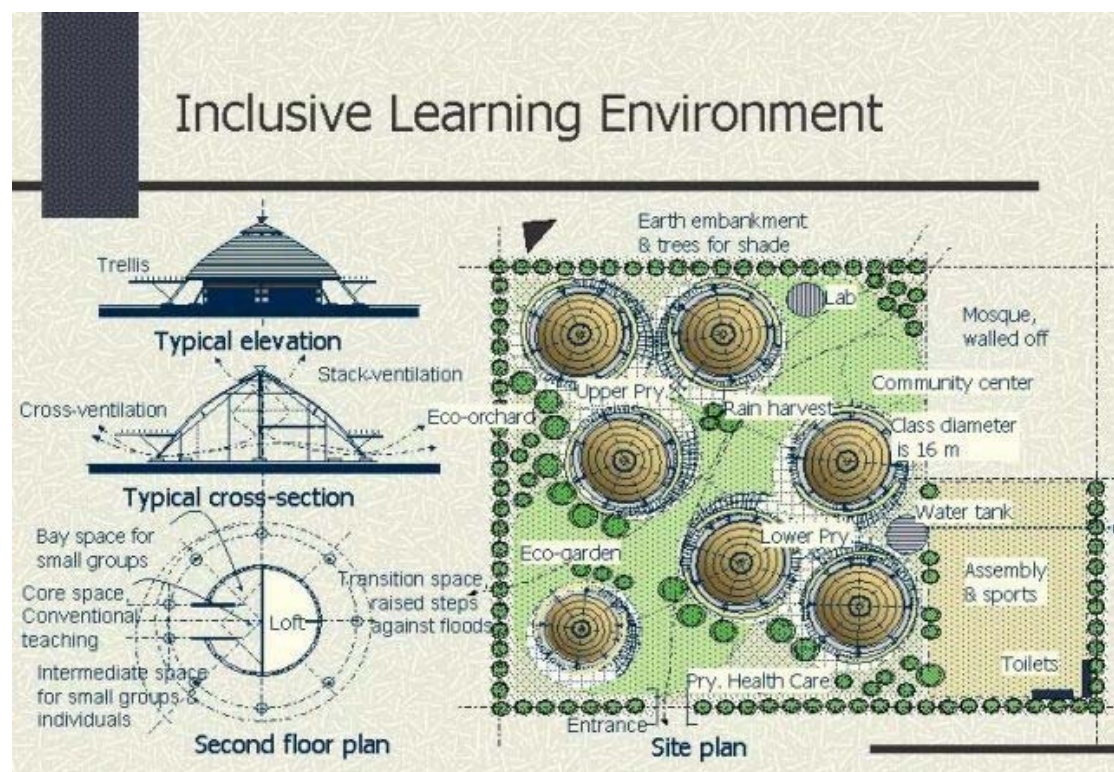 Inclusive Learning Environment
Trellis
Typical elevation
Stack-ventilation
Cross-ventilation
Typical cross-section
Bay space for
small groups
Core space,
Conventional
teaching
Loft
Intermediate space
for small groups &
individuals
Second floor plan
Earth embankment
& trees for shade
Lab
Mosque,
walled off
Upper Pry.
Community center
Eco-orchard
Rain harvest
Class diameter
is 16 m
Water tank
Lower Pry.
Eco-garden
Transition space,
raised steps
against floods
Assembly
& sports
Toilets
Pry. Health Care
Entrance
Site plan